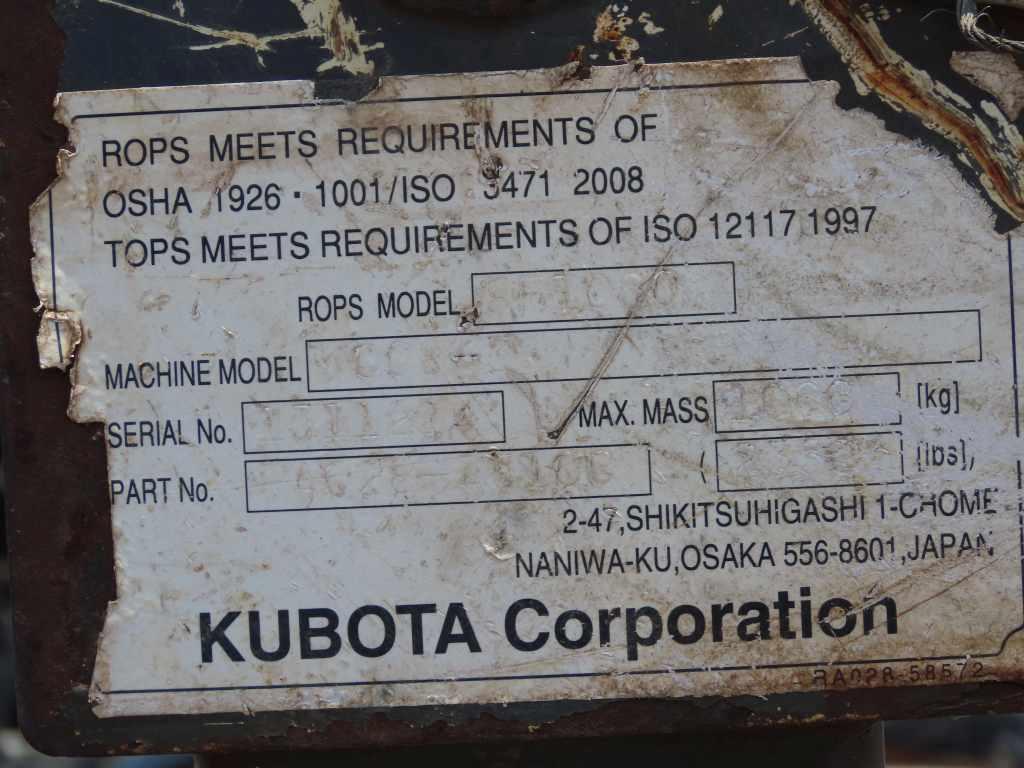 ROPS MEETS REQUIREMENTS OF
OSHA 1926・1001/ISO 3471 2008
TOPS MEETS REQUIREMENTS OF ISO 12117 1997
ROPS MODEL
MACHINE MODEL
SERIAL No. MAX. MASS [kg]
PART No. ( [lbs],
2-47,SHIKITSUHIGASHI 1-CHOME
NANIWA-KU,OSAKA 556-8601,JAPAN
KUBOTA Corporation
RA028-58572